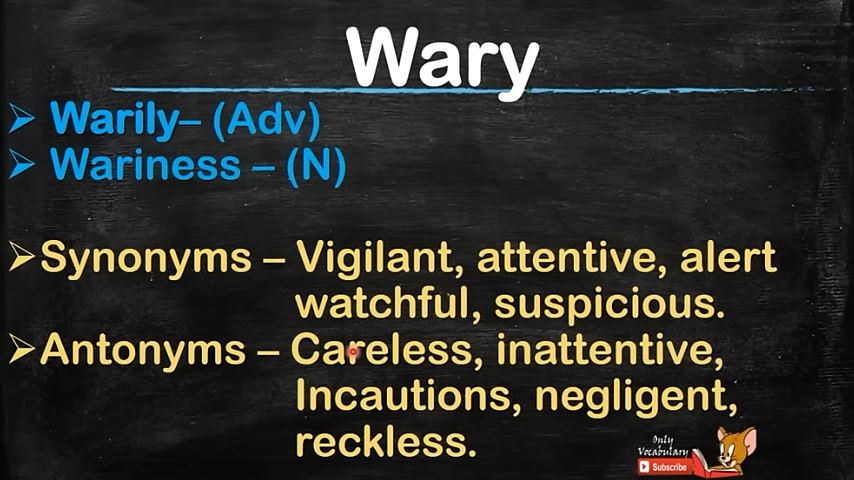 Wary
➢ Warily– (Adv)
➢ Wariness – (N)
➢Synonyms – Vigilant, attentive, alert
watchful, suspicious.
➢Antonyms – Careless, inattentive,
Incautions, negligent,
reckless.
Only
Vocabulary
Subscribe